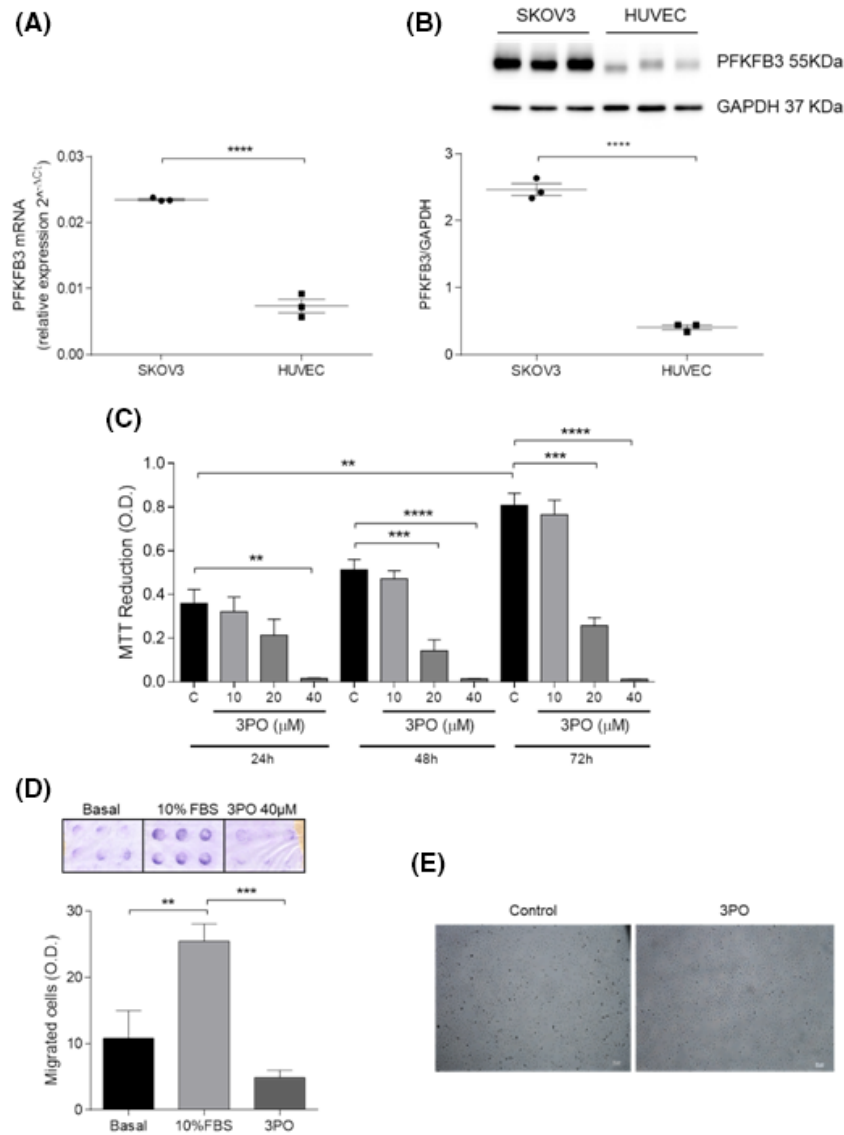 (A)
PFKFB3 mRNA
(relative expression 2^-ΔCt)
0.03
0.02
0.01
0.00
****
SKOV3 HUVEC
(B)
SKOV3 HUVEC
PFKFB3 55KDa
GAPDH 37 KDa
PFKFB3/GAPDH
3
2
1
0
****
SKOV3 HUVEC
(C)
MTT Reduction (O.D.)
1.0
0.8
0.6
0.4
0.2
0.0
**
**
***
****
***
****
C 10 20 40 C 10 20 40 C 10 20 40
3PO (μM) 3PO (μM) 3PO (μM)
24h 48h 72h
(D)
Basal 10% FBS 3PO 40μM
Migrated cells (O.D.)
30
20
10
0
** ***
Basal 10%FBS 3PO
(E)
Control 3PO